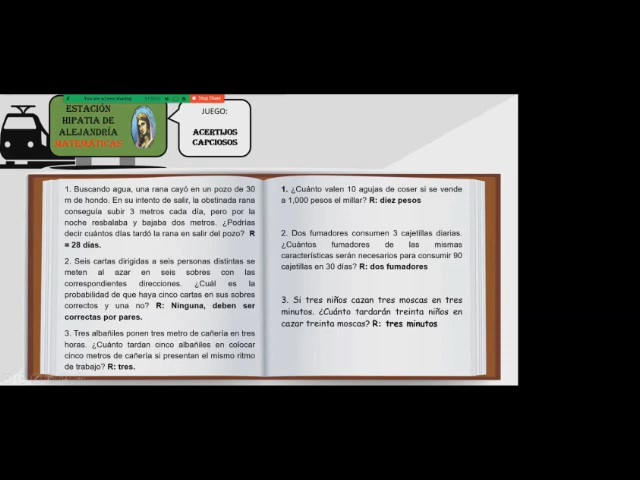 ESTACIÓN
HIPATIA DE
ALEJANDRÍA
MATEMÁTICAS
JUEGO:
ACERTIJOS
CAPCIOSOS
1. Buscando agua, una rana cayó en un pozo de 30
m de hondo. En su intento de salir, la obstinada rana
conseguía subir 3 metros cada día, pero por la
noche resbalaba y bajaba dos metros. ¿Podrías
decir cuántos días tardó la rana en salir del pozo? R
= 28 días.
2. Seis cartas dirigidas a seis personas distintas se
meten al azar en seis sobres con las
correspondientes direcciones. ¿Cuál es la
probabilidad de que haya cinco cartas en sus sobres
correctos y una no? R: Ninguna, deben ser
correctas por pares.
3. Tres albañiles ponen tres metro de cañería en tres
horas. ¿Cuánto tardan cinco albañiles en colocar
cinco metros de cañería si presentan el mismo ritmo
de trabajo? R: tres.
1. ¿Cuánto valen 10 agujas de coser si se vende
a 1,000 pesos el millar? R: diez pesos
2. Dos fumadores consumen 3 cajetillas diarias.
¿Cuántos fumadores de las mismas
características serán necesarios para consumir 90
cajetillas en 30 días? R: dos fumadores
3. Si tres niños cazan tres moscas en tres
minutos. ¿Cuánto tardarán treinta niños en
cazar treinta moscas? R: tres minutos